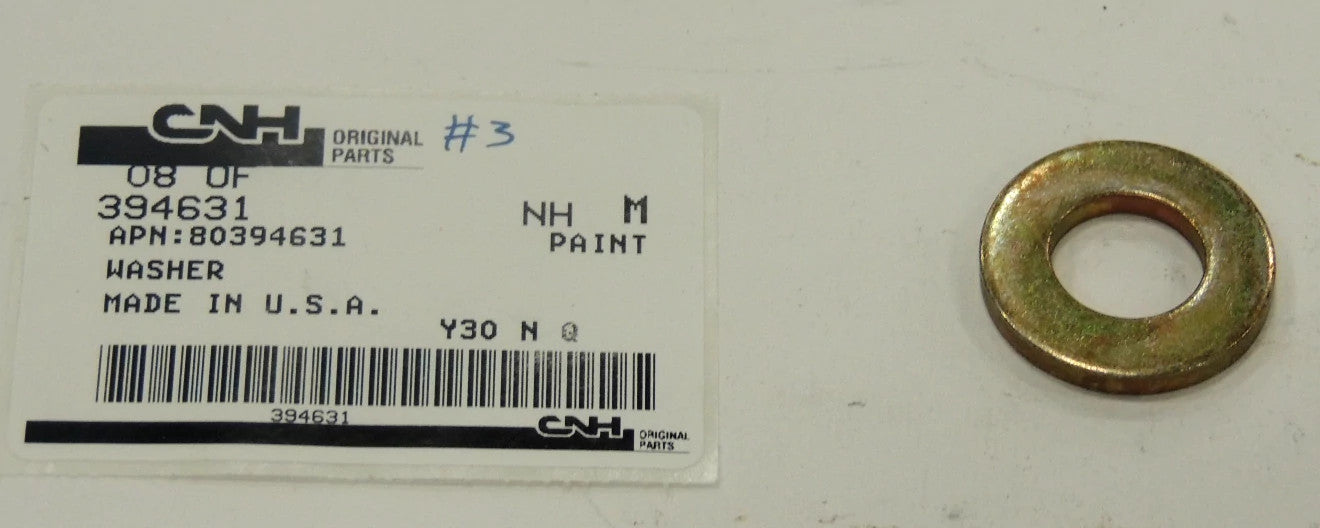 CNH ORIGINAL PARTS #3
08 OF
394631 NH M
APN:80394631 PAINT
WASHER
MADE IN U.S.A.
Y30 N Q
394631
CNH ORIGINAL PARTS